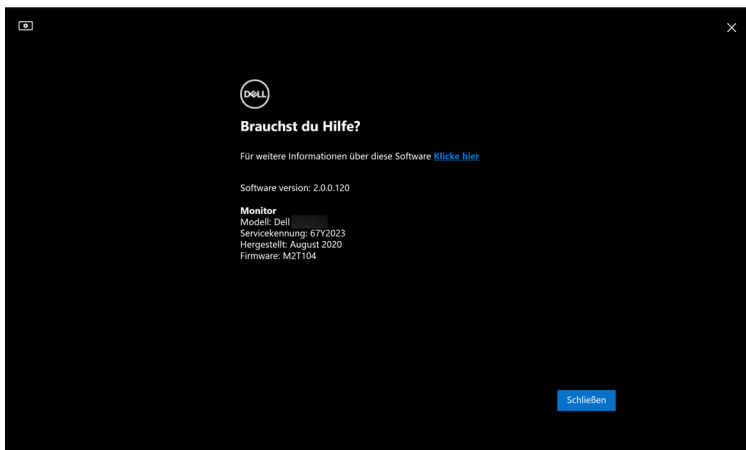 DELL
Brauchst du Hilfe?
Für weitere Informationen über diese Software Klicke hier
Software version: 2.0.0.120
Monitor
Modell: Dell
Servicekennung: 67Y2023
Hergestellt: August 2020
Firmware: M2T104
Schließen